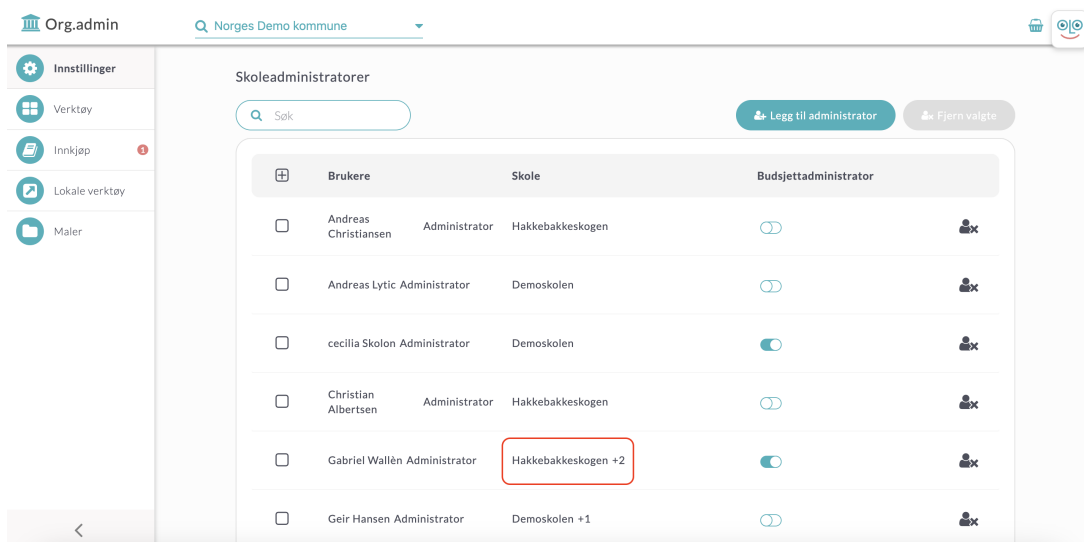 Org.admin
Norges Demo kommune
Innstillinger
Verktøy
Innkjøp 1
Lokale verktøy
Maler
Skoleadministratorer
Søk
Legg til administrator
Fjern valgte
Brukere Skole Budsjettadministrator
Andreas
Christiansen
Administrator Hakkebakkeskogen
Andreas Lytic Administrator Demoskolen
cecilia Skolon Administrator Demoskolen
Christian
Albertsen
Administrator Hakkebakkeskogen
Gabriel Wallèn Administrator Hakkebakkeskogen +2
Geir Hansen Administrator Demoskolen +1